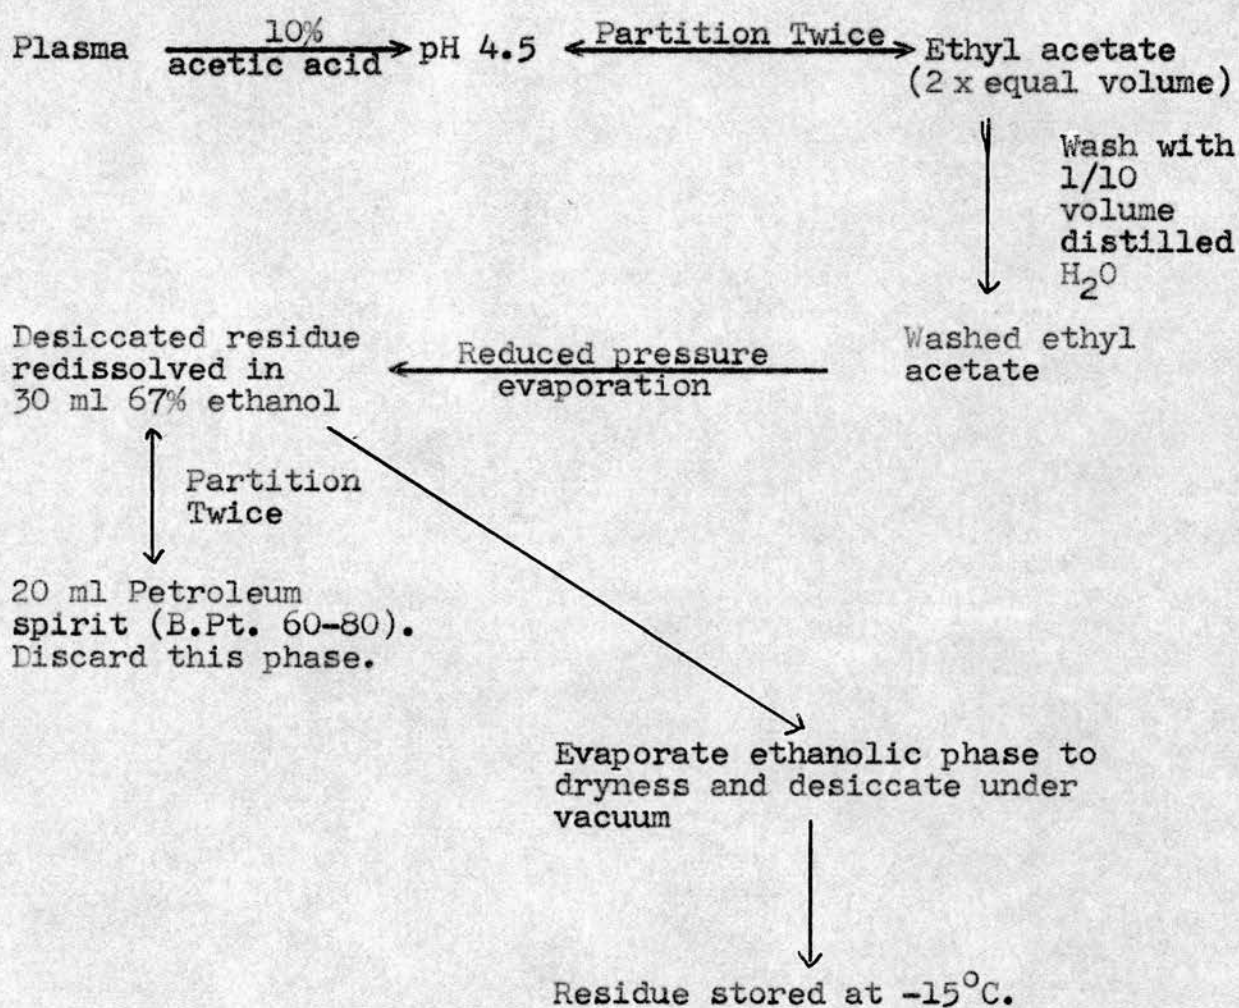 Plasma 10% acetic acid pH 4.5 Partition Twice Ethyl acetate
(2 x equal volume)
Wash with
1/10
volume
distilled
H₂O
Washed ethyl
acetate
Reduced pressure
evaporation
Desiccated residue
redissolved in
30 ml 67% ethanol
Partition
Twice
20 ml Petroleum
spirit (B.Pt. 60-80).
Discard this phase.
Evaporate ethanolic phase to
dryness and desiccate under
vacuum
Residue stored at -15°C.